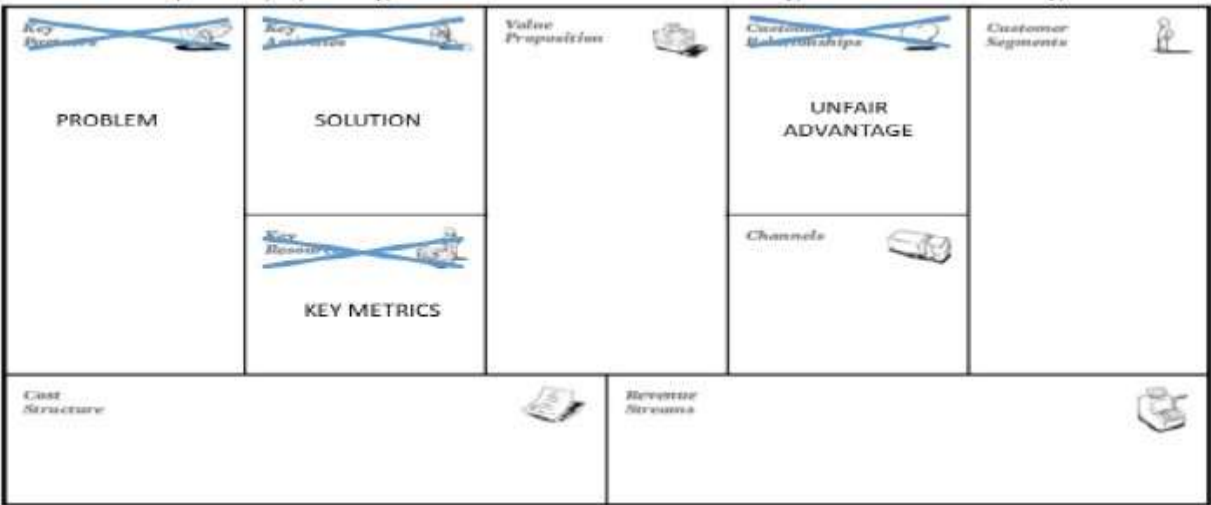 Key
Partners
PROBLEM
Key
Activities
SOLUTION
Key
Resources
KEY METRICS
Value
Proposition
Customer
Relationships
UNFAIR
ADVANTAGE
Channels
Customer
Segments
Cost
Structure
Revenue
Streams